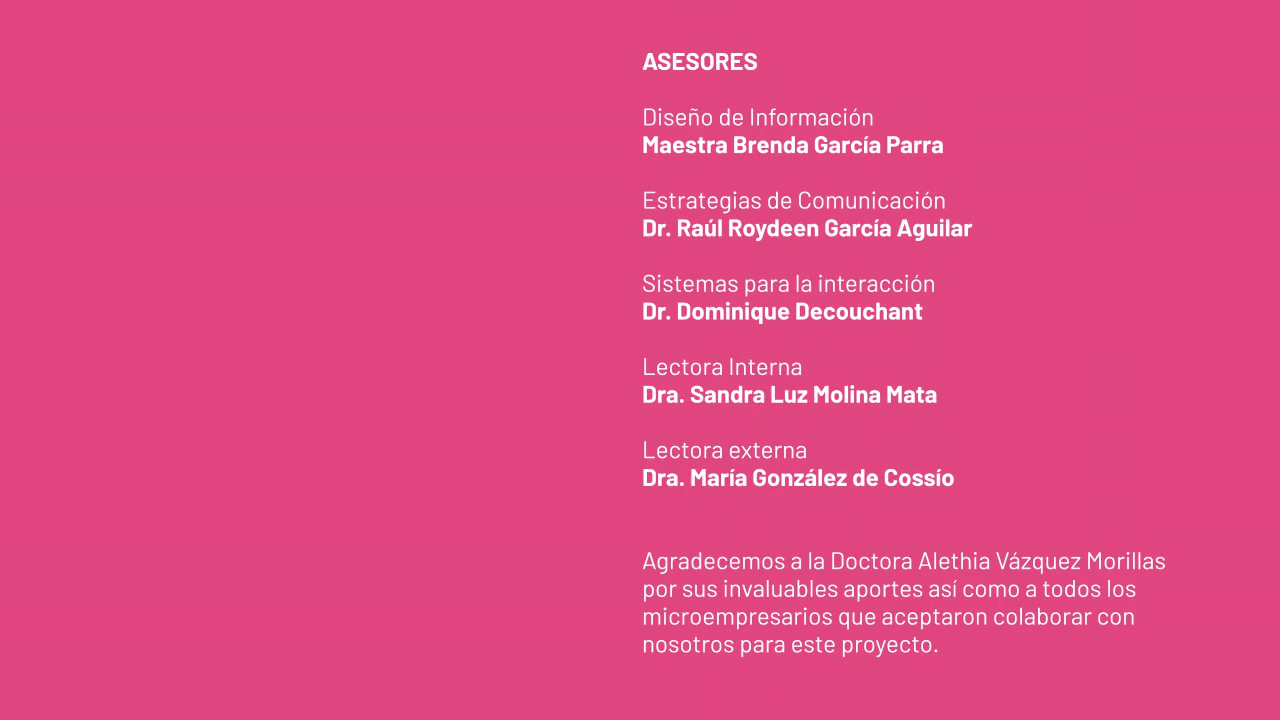 ASESORES
Diseño de Información
Maestra Brenda García Parra
Estrategias de Comunicación
Dr. Raúl Roydeen García Aguilar
Sistemas para la interacción
Dr. Dominique Decouchant
Lectora Interna
Dra. Sandra Luz Molina Mata
Lectora externa
Dra. María González de Cossío
Agradecemos a la Doctora Alethia Vázquez Morillas
por sus invaluables aportes así como a todos los
microempresarios que aceptaron colaborar con
nosotros para este proyecto.